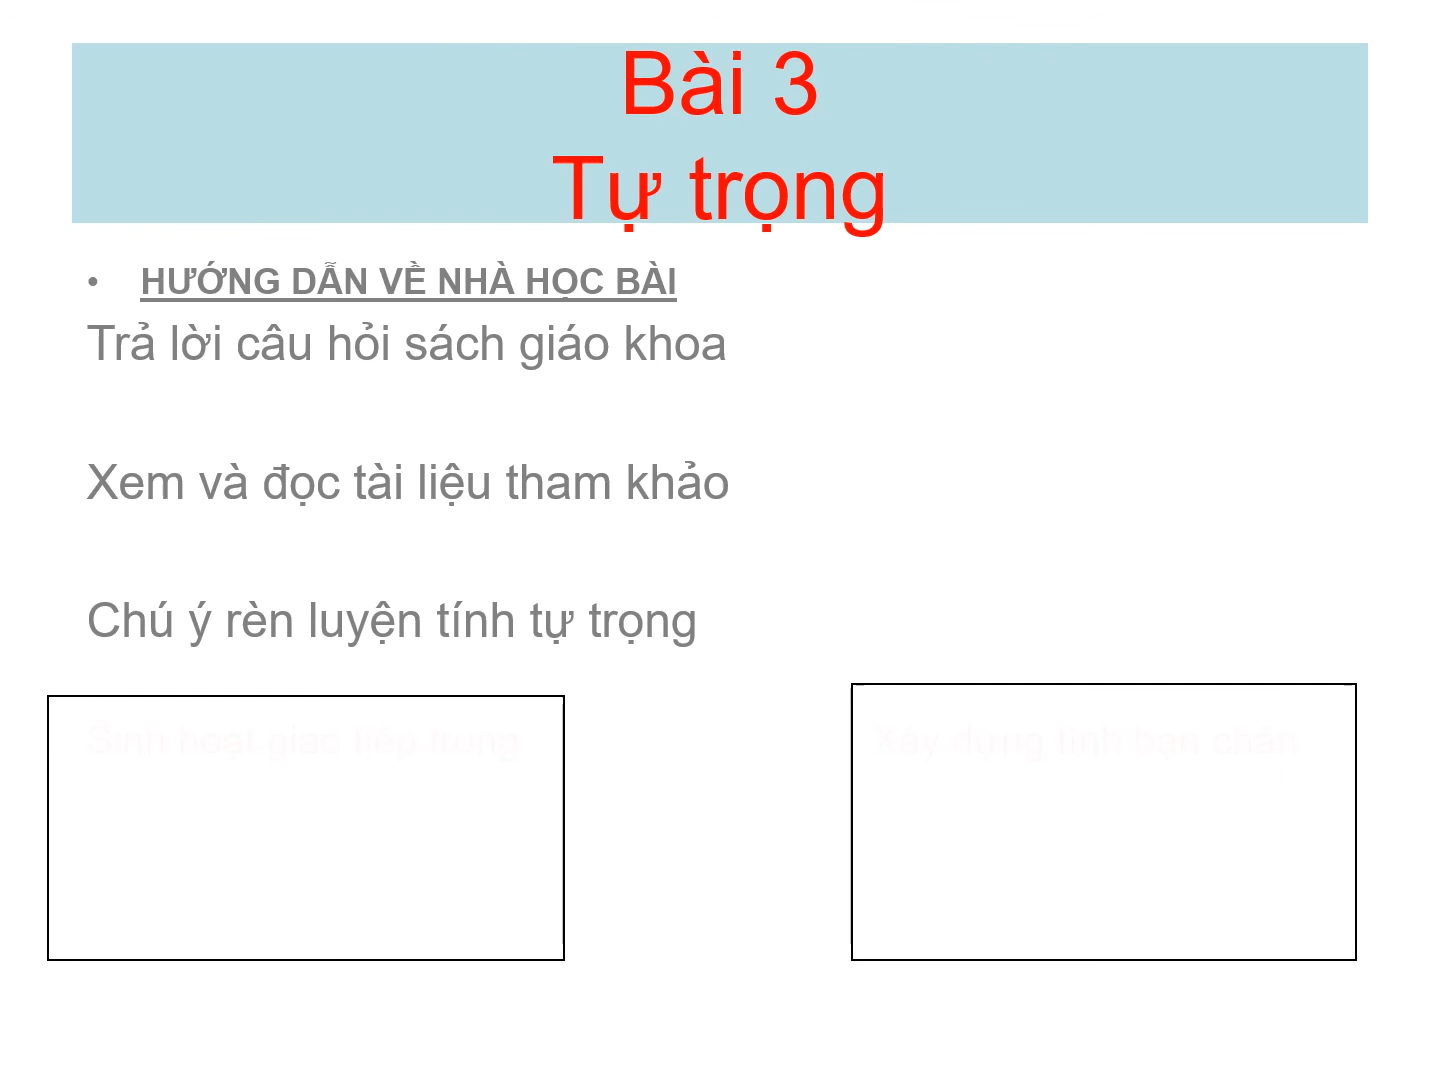 Bài 3
Tự trọng
• HƯỚNG DẪN VỀ NHÀ HỌC BÀI
Trả lời câu hỏi sách giáo khoa
Xem và đọc tài liệu tham khảo
Chú ý rèn luyện tính tự trọng
Sinh hoạt giao tiếp trung
Xây dựng tình bạn chân